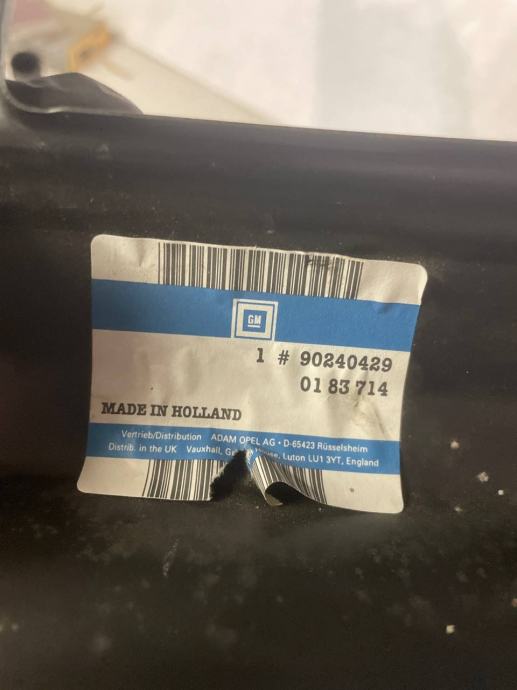 GM
1 # 90240429
01 83 714
MADE IN HOLLAND
Vertrieb/Distribution ADAM OPEL AG • D-65423 Rüsselsheim
Distrib. in the UK Vauxhall, Luton LU1 3YT, England